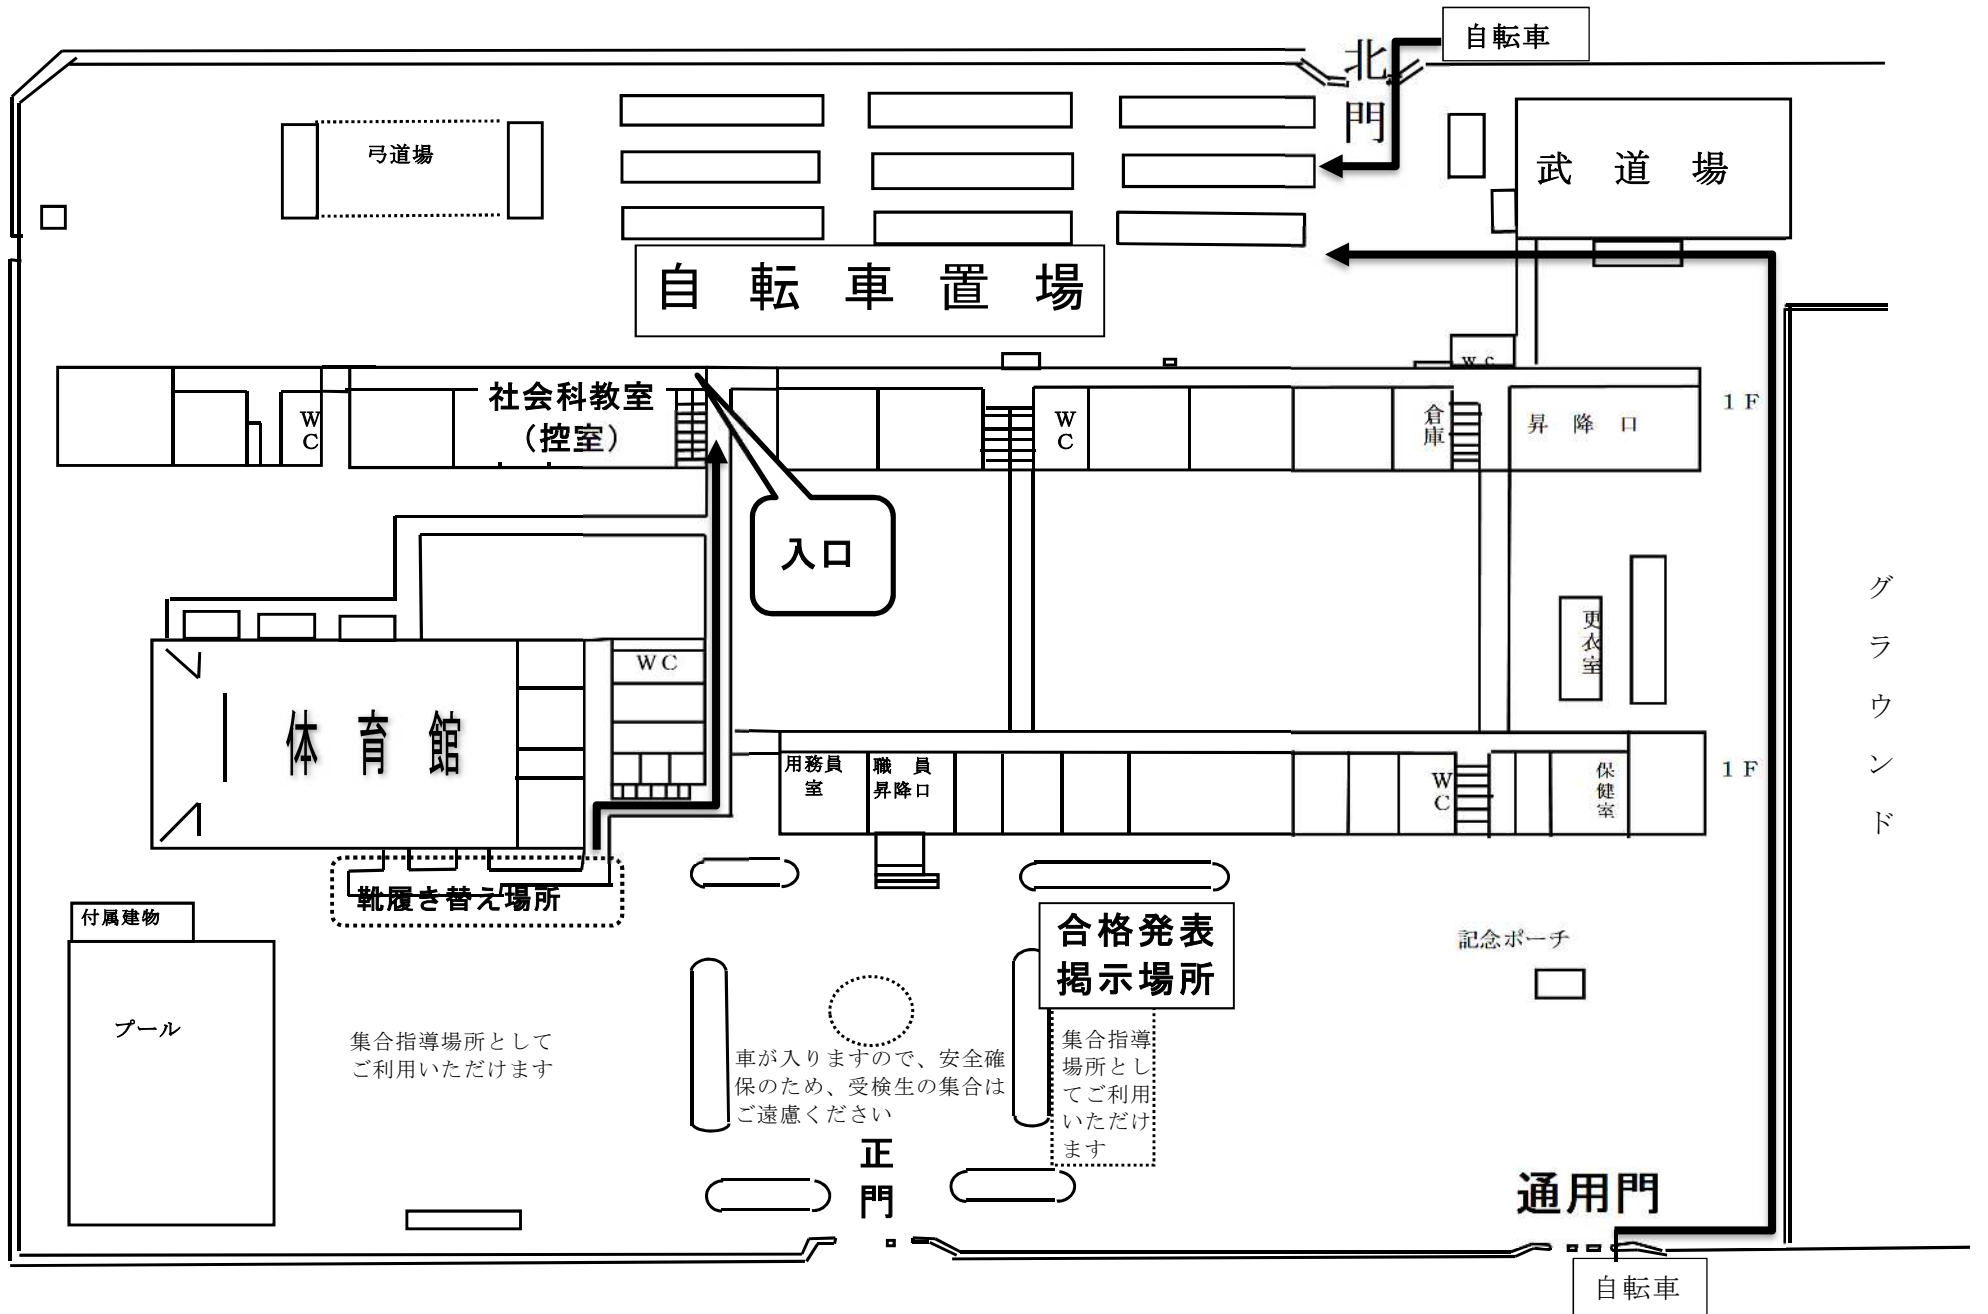 自転車
北
門
弓道場
武 道 場
自 転 車 置 場
社会科教室
（控室）
W
C
W
C
w c
倉
庫
昇 降 口
1 F
入口
更
衣
室
グ
ラ
ウ
ン
ド
WC
体 育 館
用務員
室
職 員
昇降口
W
C
保
健
室
1 F
靴履き替え場所
付属建物
プール
合格発表
掲示場所
記念ポーチ
集合指導場所として
ご利用いただけます
車が入りますので、安全確
保のため、受検生の集合は
ご遠慮ください
集合指導
場所とし
てご利用
いただけ
ます
正
門
通用門
自転車